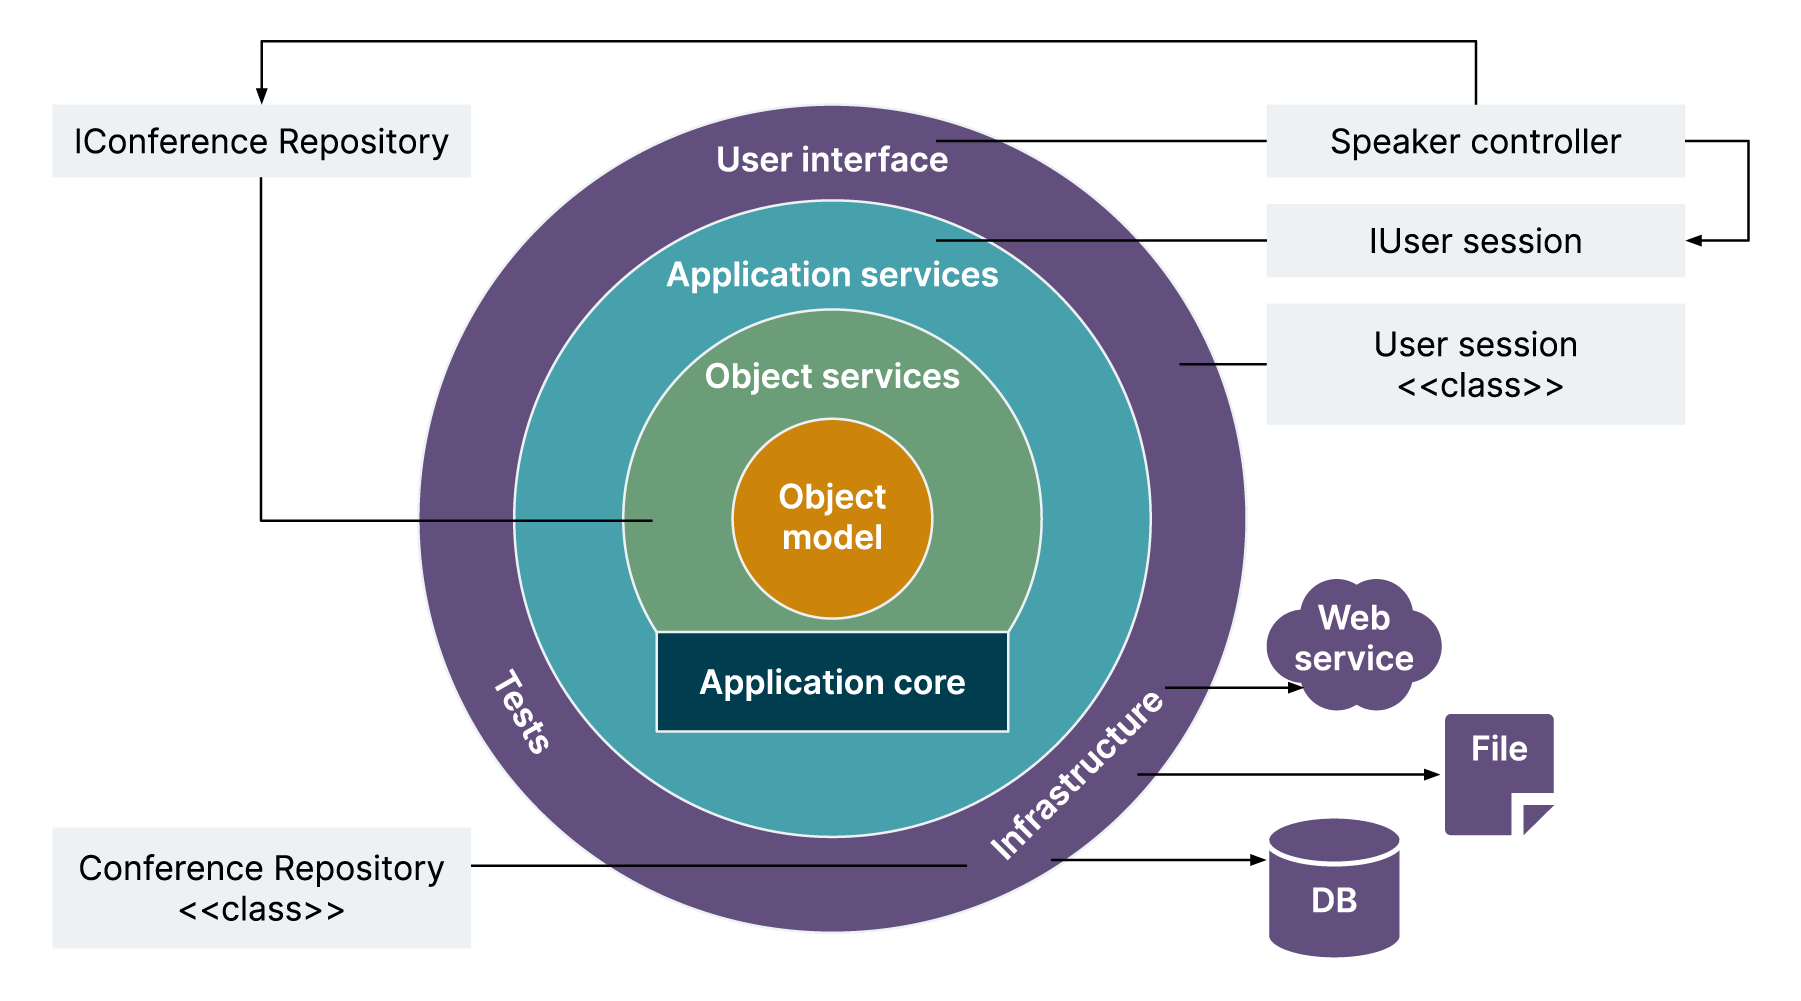 IConference Repository
User interface
Speaker controller
IUser session
Application services
User session
<<class>>
Object services
Object
model
Web
service
Application core
Tests
Infrastructure
File
Conference Repository
<<class>>
DB